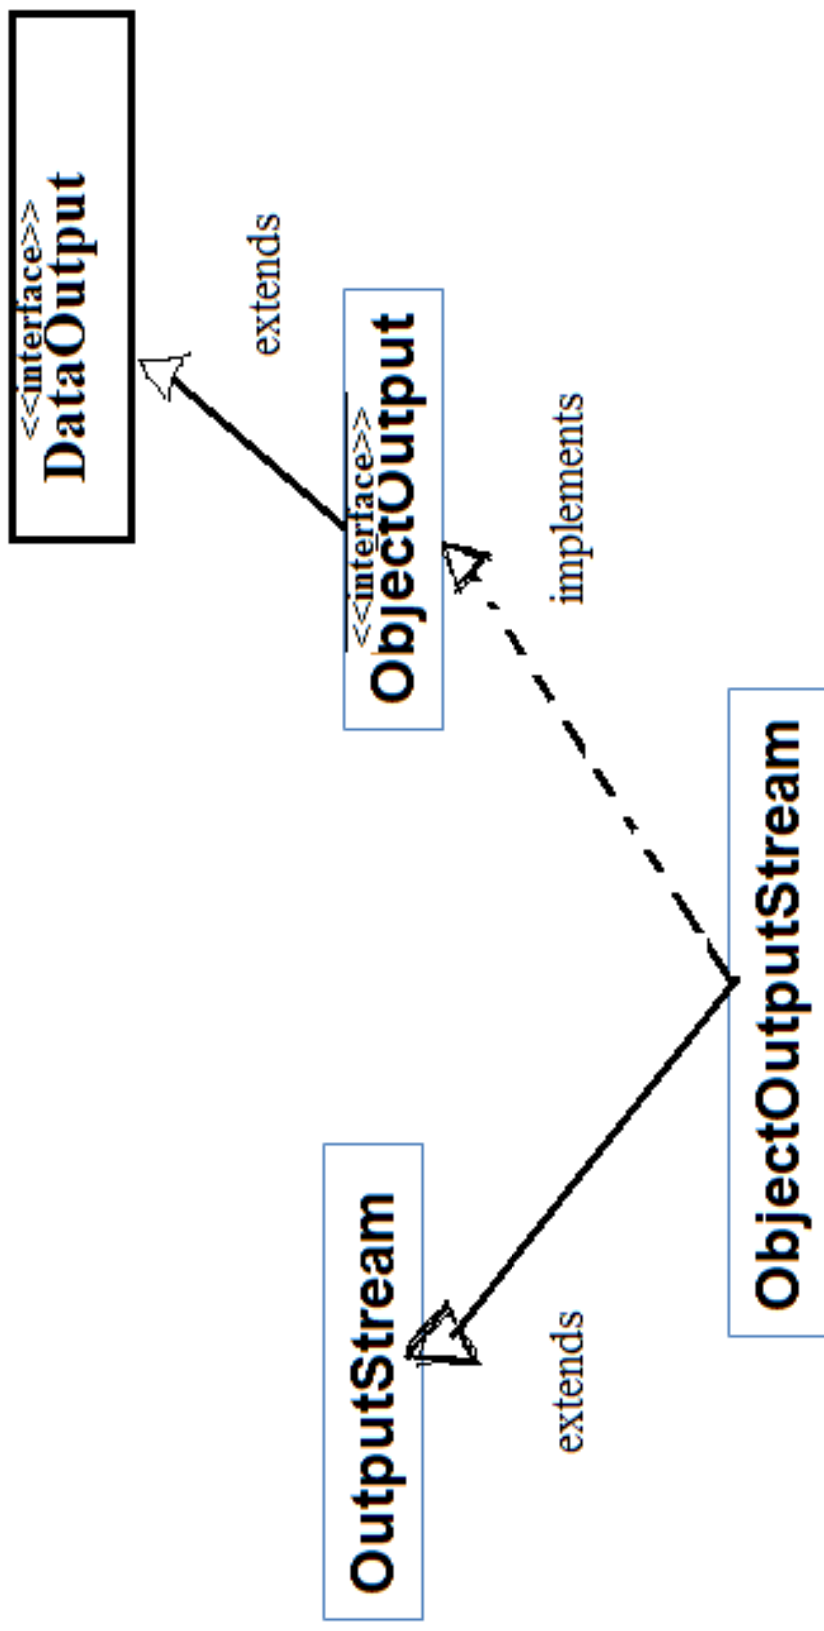 <<interface>>
DataOutput
extends
<<interface>>
ObjectOutput
OutputStream
implements
extends
ObjectOutputStream